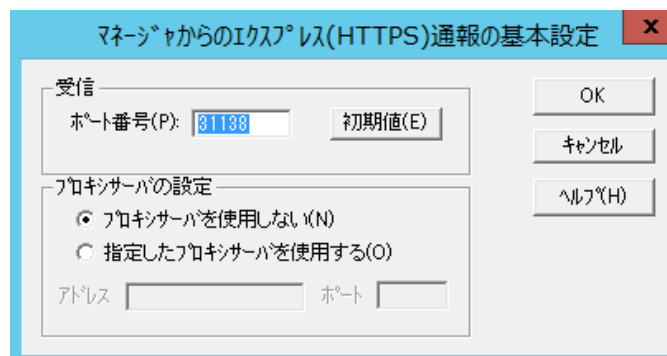 ﾏﾈｰｼﾞｬからのｴｸｽﾌﾟﾚｽ(HTTPS)通報の基本設定
x
受信
ﾎﾟｰﾄ番号(P):
31138
初期値(E)
OK
ｷｬﾝｾﾙ
ﾍﾙﾌﾟ(H)
ﾌﾟﾛｷｼｻｰﾊﾞの設定
ﾌﾟﾛｷｼｻｰﾊﾞを使用しない(N)
指定したﾌﾟﾛｷｼｻｰﾊﾞを使用する(O)
ｱﾄﾞﾚｽ
ﾎﾟｰﾄ